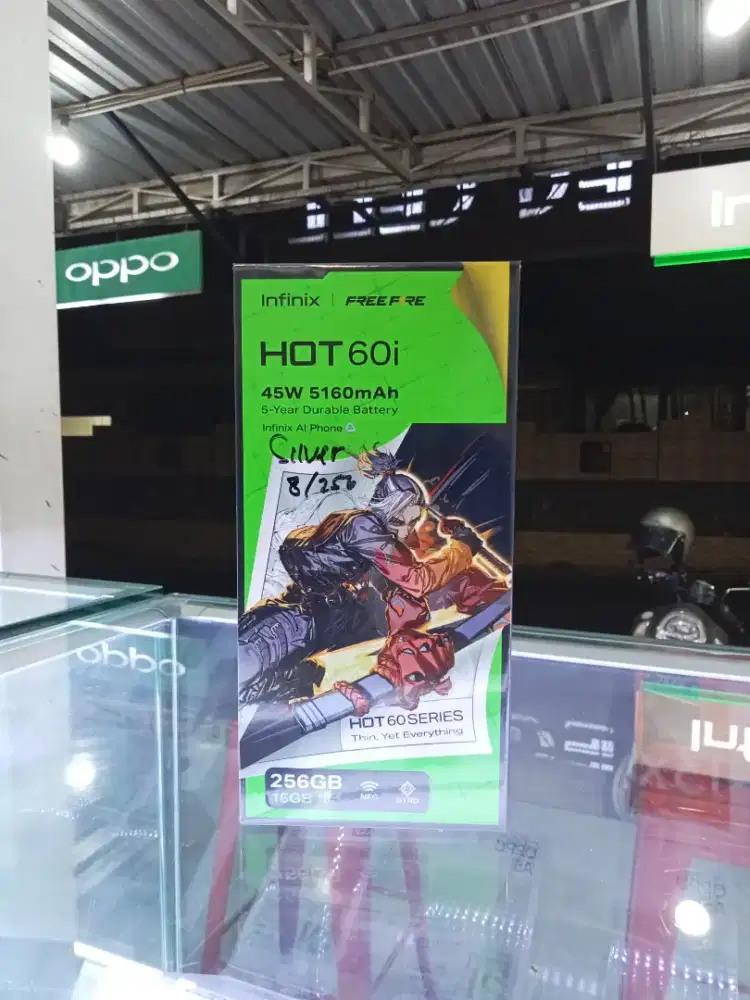 oppo
In
Infinix | FREE FIRE
HOT 60i
45W 5160mAh
5-Year Durable Battery
Infinix AI Phone
Silver
8/256
HOT 60 SERIES
Thin, Yet Everything
256GB
16GB
NFC
oppo